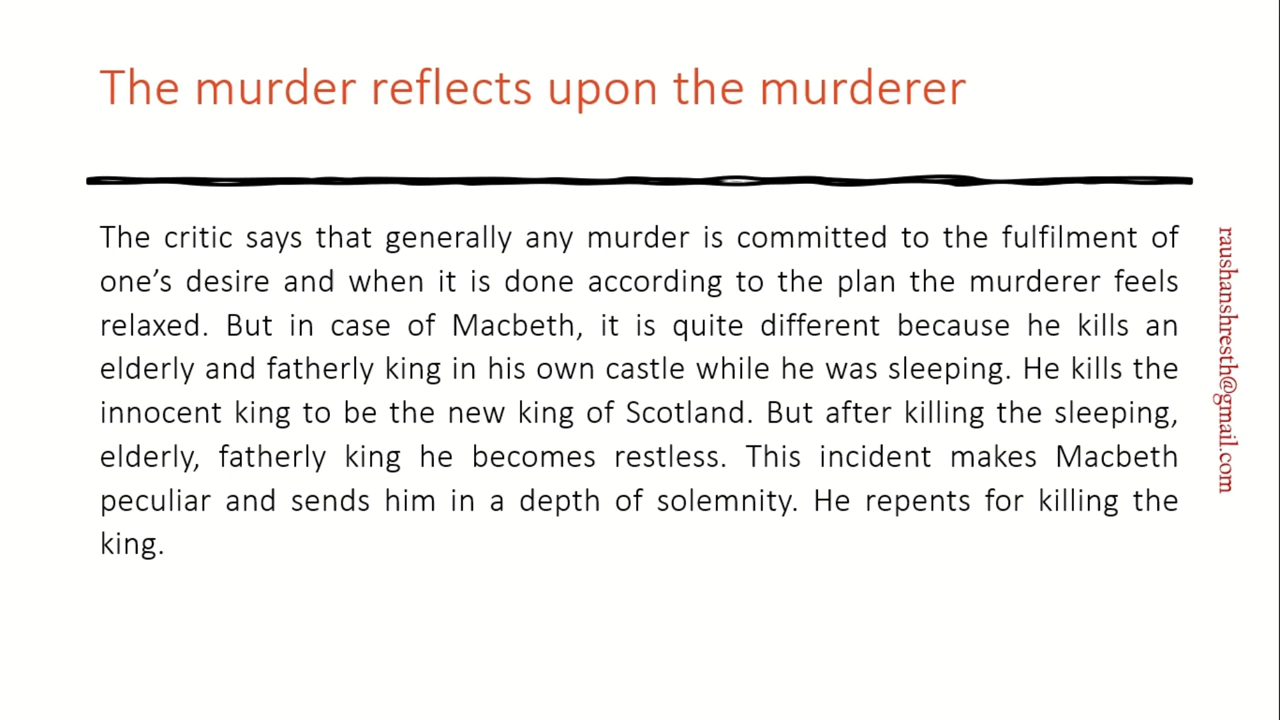 The murder reflects upon the murderer
The critic says that generally any murder is committed to the fulfilment of
one’s desire and when it is done according to the plan the murderer feels
relaxed. But in case of Macbeth, it is quite different because he kills an
elderly and fatherly king in his own castle while he was sleeping. He kills the
innocent king to be the new king of Scotland. But after killing the sleeping,
elderly, fatherly king he becomes restless. This incident makes Macbeth
peculiar and sends him in a depth of solemnity. He repents for killing the
king.
raushanshresth@gmail.com